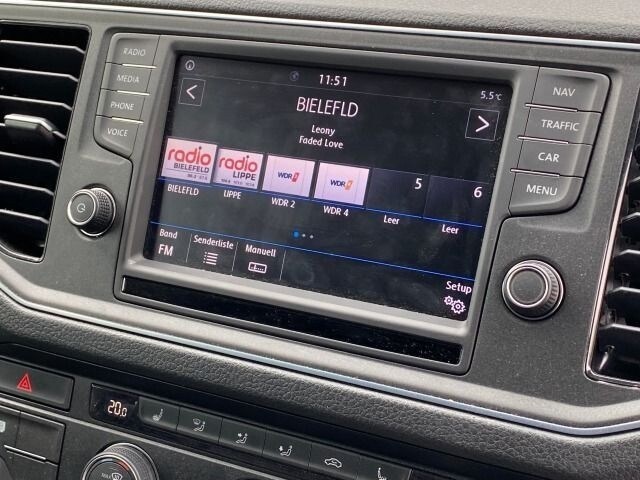 RADIO
MEDIA
PHONE
VOICE
11:51
5.5°C
BIELEFLD
Leony
Faded Love
radio
BIELEFELD
radio
LIPPE
WDR 2
WDR 4
5
6
BIELEFLD
LIPPE
WDR 2
WDR 4
Leer
Leer
Band
FM
Senderliste
Manuell
Setup
NAV
TRAFFIC
CAR
MENU
20.0
MAX